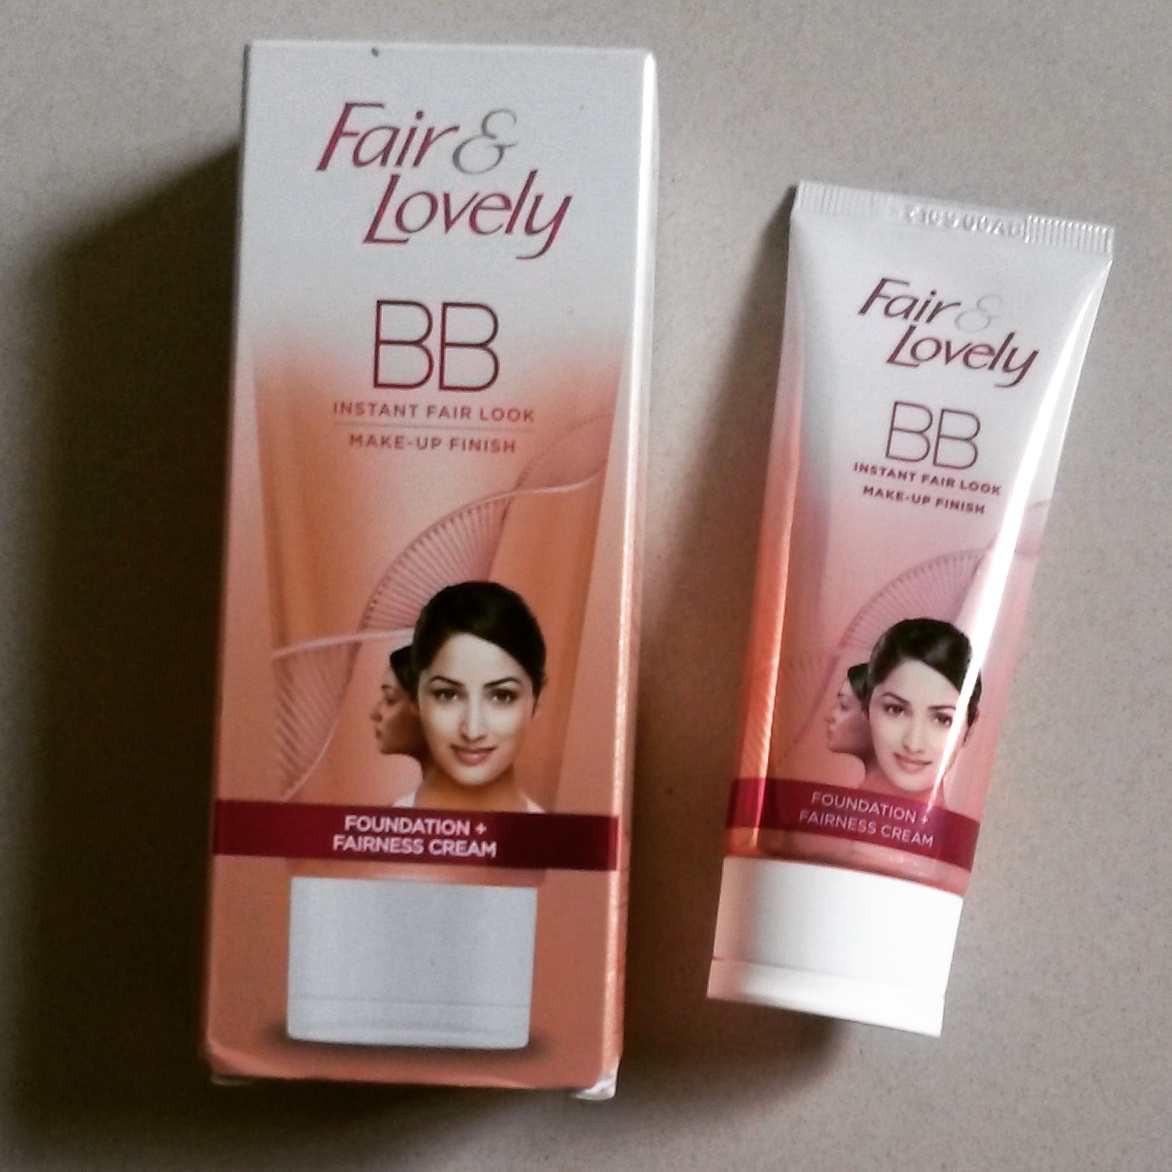 Fair &
Lovely
BB
INSTANT FAIR LOOK
MAKE-UP FINISH
FOUNDATION +
FAIRNESS CREAM
Fair &
Lovely
BB
INSTANT FAIR LOOK
MAKE-UP FINISH
FOUNDATION +
FAIRNESS CREAM